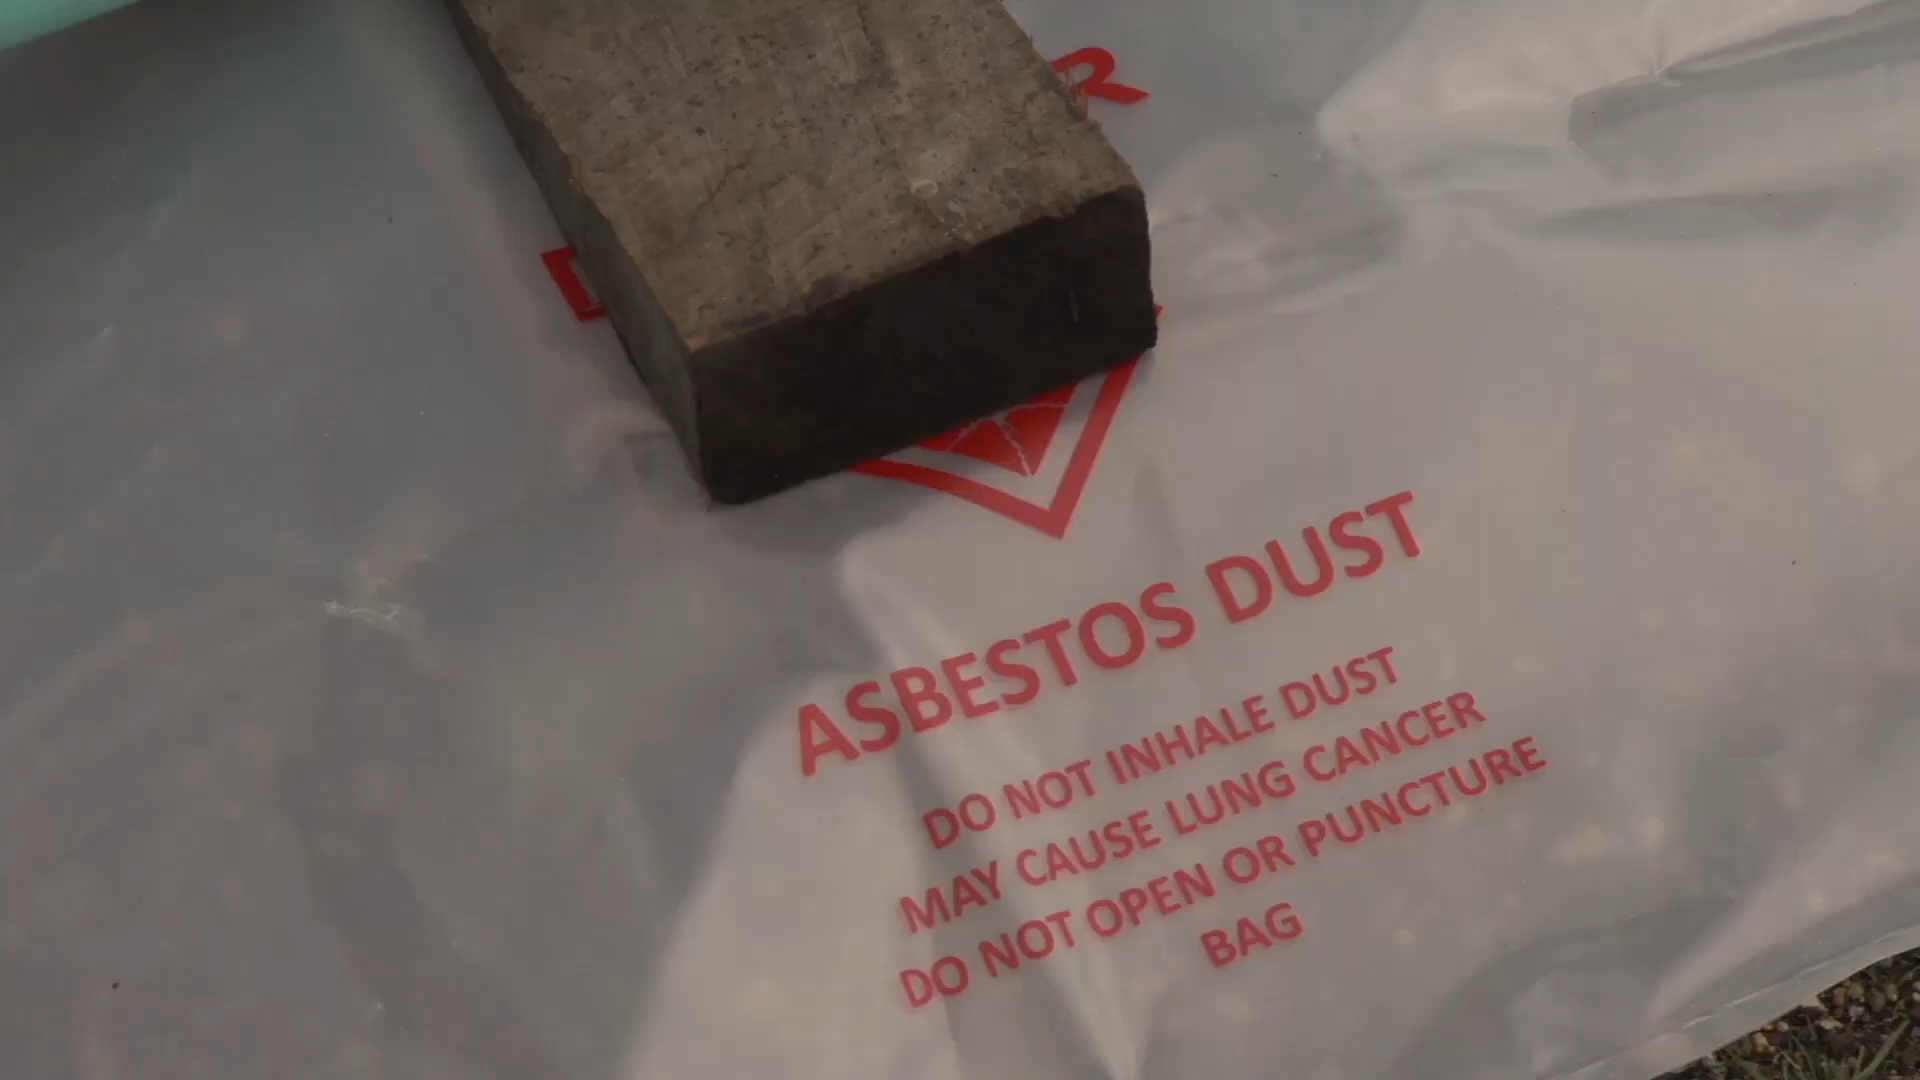 ASBESTOS DUST
DO NOT INHALE DUST
MAY CAUSE LUNG CANCER
DO NOT OPEN OR PUNCTURE
BAG